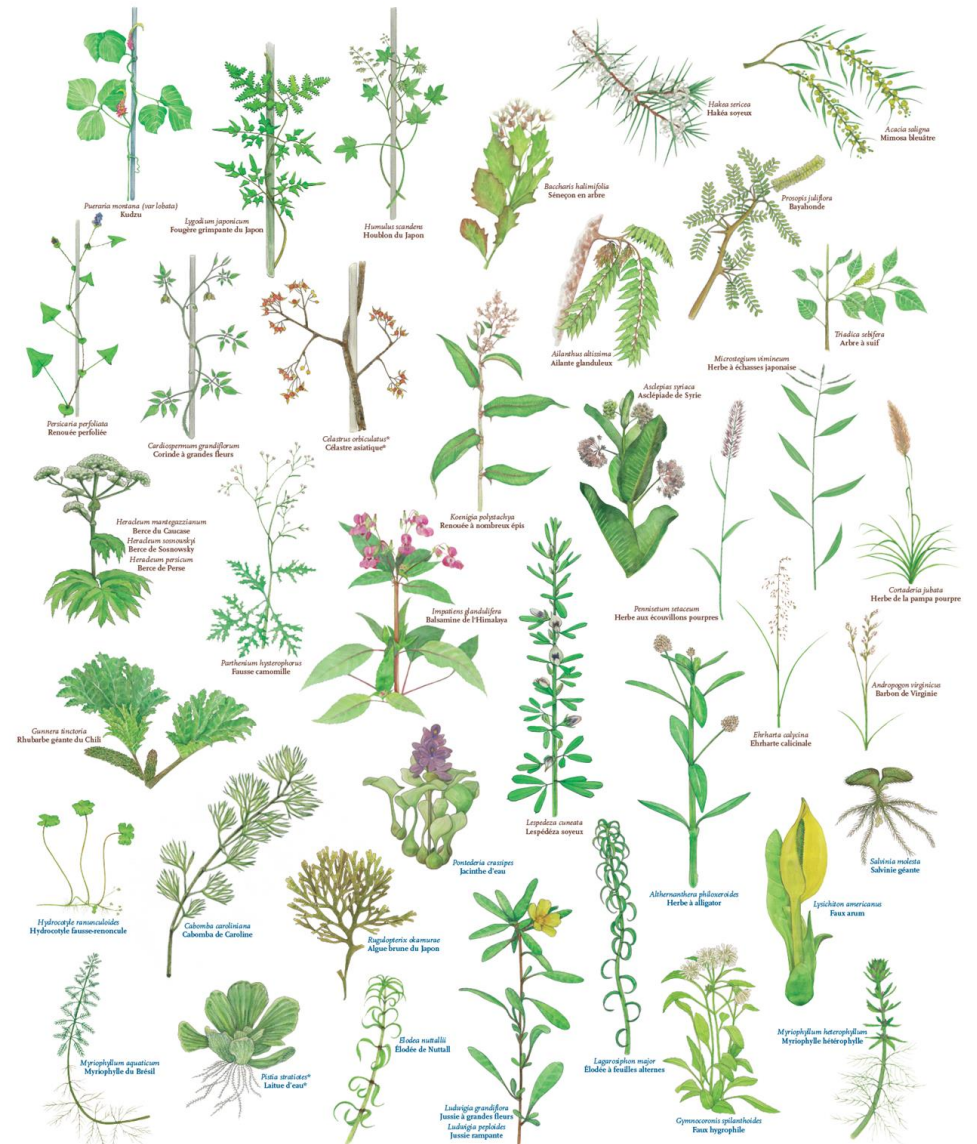 Pueraria montana (var lobata)
Kudzu
Lygodium japonicum
Fougère grimpante du Japon
Humulus scandens
Houblon du Japon
Baccharis halimifolia
Séneçon en arbre
Hakea sericea
Hakéa soyeux
Acacia saligna
Mimosa bleuâtre
Prosopis juliflora
Bayahonde
Persicaria perfoliata
Renouée perfoliée
Cardiospermum grandiflorum
Corinde à grandes fleurs
Celastrus orbiculatus*
Célastre asiatique*
Ailanthus altissima
Ailante glanduleux
Triadica sebifera
Arbre à suif
Microstegium vimineum
Herbe à échasses japonaise
Asclepias syriaca
Asclépiade de Syrie
Koenigia polystachya
Renouée à nombreux épis
Heracleum mantegazzianum
Berce du Caucase
Heracleum sosnowskyi
Berce de Sosnowsky
Heracleum persicum
Berce de Perse
Parthenium hysterophorus
Fausse camomille
Impatiens glandulifera
Balsamine de l'Himalaya
Pennisetum setaceum
Herbe aux écouvillons pourpres
Cortaderia jubata
Herbe de la pampa pourpre
Gunnera tinctoria
Rhubarbe géante du Chili
Lespedeza cuneata
Lespédéza soyeux
Ehrharta calycina
Ehrharte calicinale
Andropogon virginicus
Barbon de Virginie
Pontederia crassipes
Jacinthe d'eau
Salvinia molesta
Salvinie géante
Hydrocotyle ranunculoides
Hydrocotyle fausse-renoncule
Cabomba caroliniana
Cabomba de Caroline
Rugulopterix okamurae
Algue brune du Japon
Althernanthera philoxeroides
Herbe à alligator
Lysichiton americanus
Faux arum
Myriophyllum aquaticum
Myriophylle du Brésil
Pistia stratiotes*
Laitue d'eau*
Elodea nuttallii
Élodée de Nuttall
Ludwigia grandiflora
Jussie à grandes fleurs
Ludwigia peploides
Jussie rampante
Lagarosiphon major
Élodée à feuilles alternes
Gymnocoronis spilanthoides
Faux hygrophile
Myriophyllum heterophyllum
Myriophylle hétérophylle